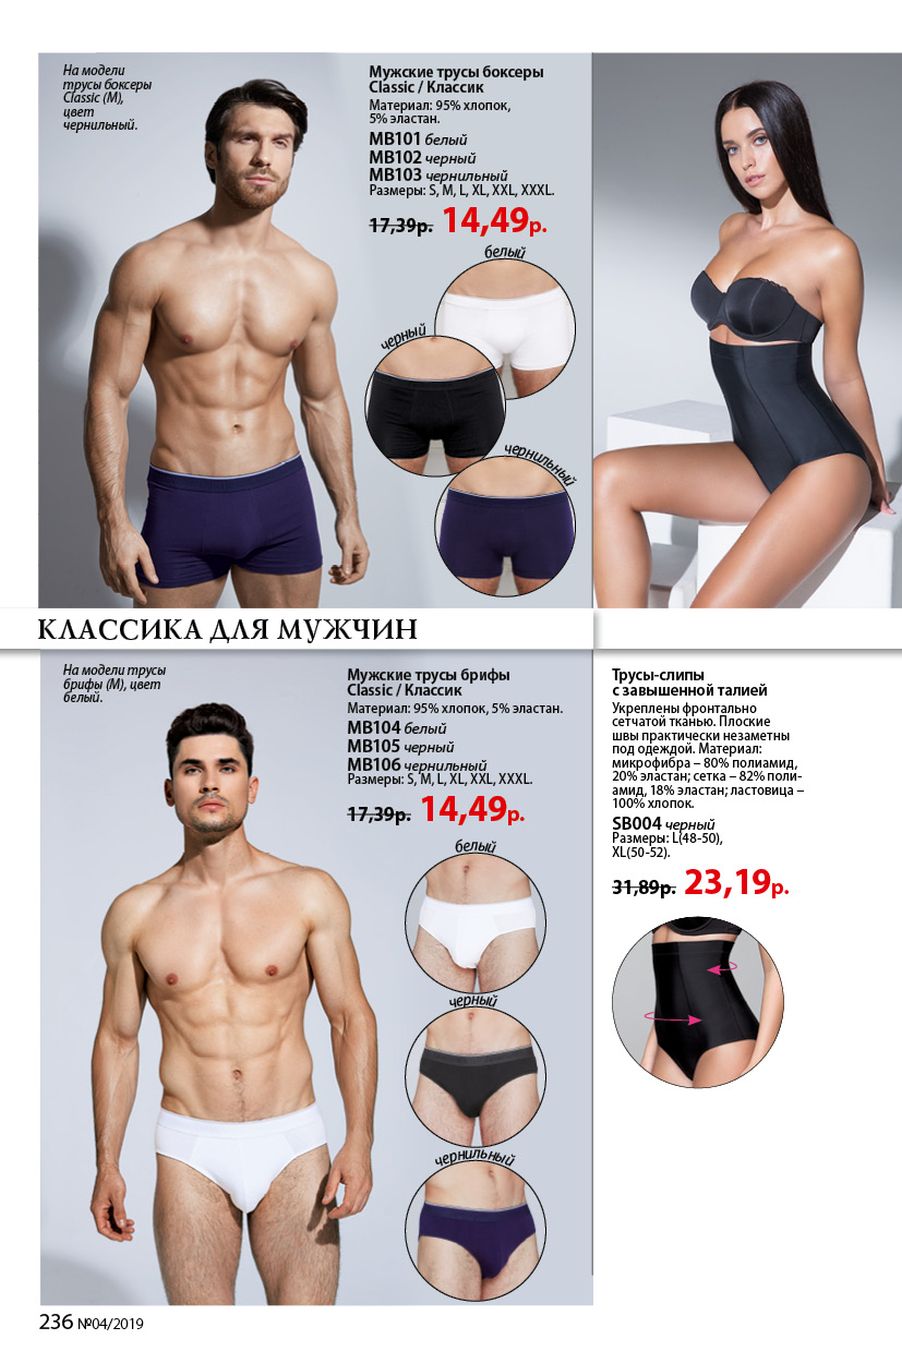 На модели
трусы боксеры
Classic (M),
цвет
чернильный.
Мужские трусы боксеры
Classic / Классик
Материал: 95% хлопок,
5% эластан.
MB101 белый
MB102 черный
MB103 чернильный
Размеры: S, M, L, XL, XXL, XXXL.
17,39р. 14,49р.
белый
черный
чернильный
КЛАССИКА ДЛЯ МУЖЧИН
На модели трусы
брифы (M), цвет
белый.
Мужские трусы брифы
Classic / Классик
Материал: 95% хлопок, 5% эластан.
MB104 белый
MB105 черный
MB106 чернильный
Размеры: S, M, L, XL, XXL, XXXL.
17,39р. 14,49р.
белый
черный
чернильный
Трусы-слипы
с завышенной талией
Укреплены фронтально
сетчатой тканью. Плоские
швы практически незаметны
под одеждой. Материал:
микрофибра – 80% полиамид,
20% эластан; сетка – 82% поли-
амид, 18% эластан; ластовица –
100% хлопок.
SB004 черный
Размеры: L(48-50),
XL(50-52).
31,89р. 23,19р.
236 №04/2019